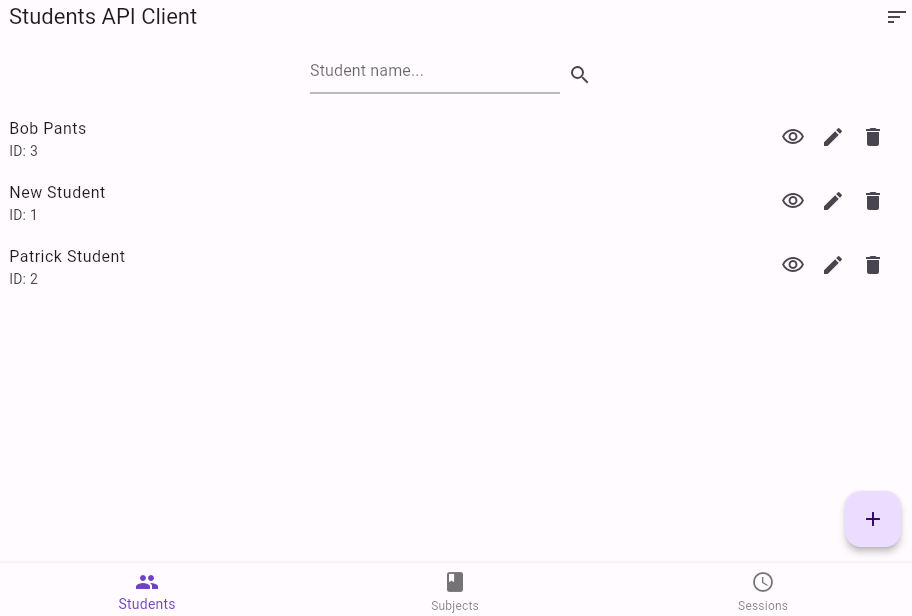 Students API Client
Student name...
Bob Pants
ID: 3
New Student
ID: 1
Patrick Student
ID: 2
Students
Subjects
Sessions